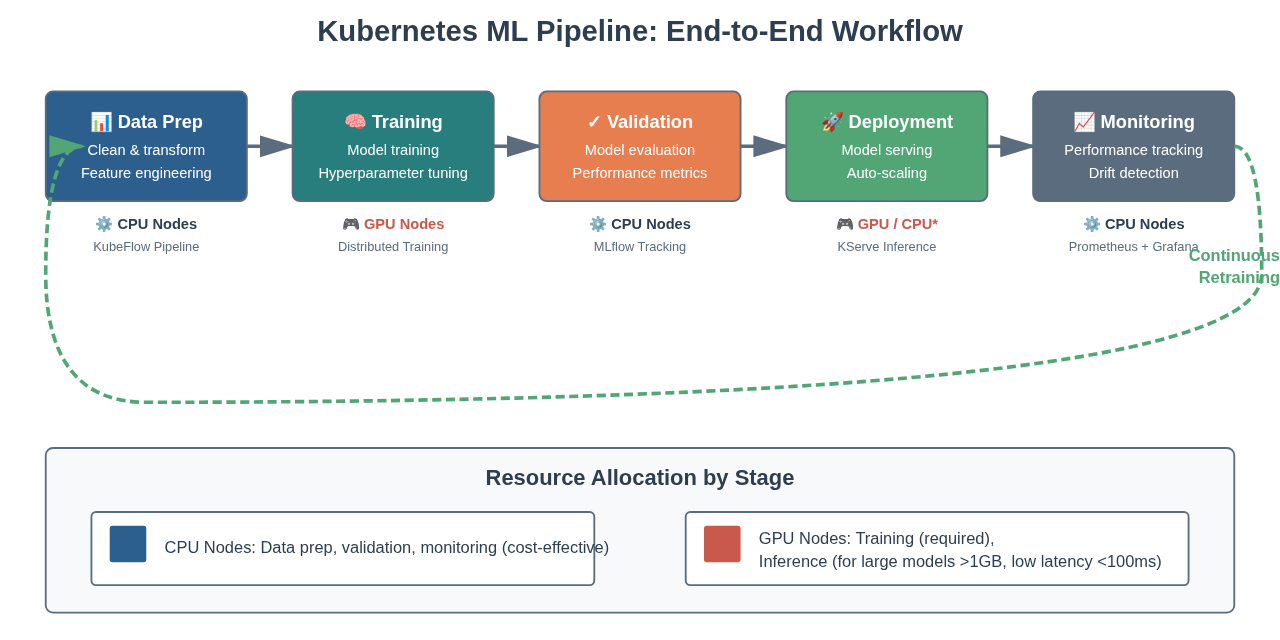 Kubernetes ML Pipeline: End-to-End Workflow
📊 Data Prep
Clean & transform
Feature engineering
⚙️ CPU Nodes
KubeFlow Pipeline
🧠 Training
Model training
Hyperparameter tuning
🎮 GPU Nodes
Distributed Training
✓ Validation
Model evaluation
Performance metrics
⚙️ CPU Nodes
MLflow Tracking
🚀 Deployment
Model serving
Auto-scaling
🎮 GPU / CPU*
KServe Inference
📈 Monitoring
Performance tracking
Drift detection
⚙️ CPU Nodes
Prometheus + Grafana
Continuous
Retraining
Resource Allocation by Stage
CPU Nodes: Data prep, validation, monitoring (cost-effective)
GPU Nodes: Training (required),
Inference (for large models >1GB, low latency <100ms)